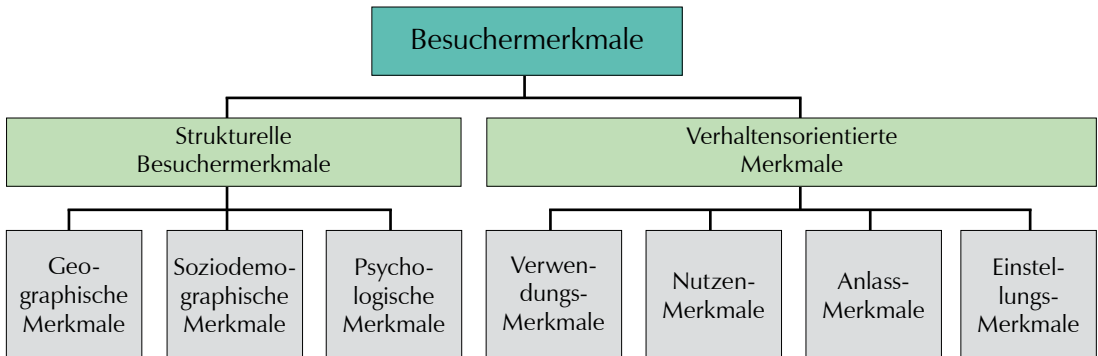 Besuchermerkmale
Strukturelle
Besuchermerkmale
Verhaltensorientierte
Merkmale
Geo-
graphische
Merkmale
Soziodemo-
graphische
Merkmale
Psycho-
logische
Merkmale
Verwen-
dungs-
Merkmale
Nutzen-
Merkmale
Anlass-
Merkmale
Einstel-
lungs-
Merkmale